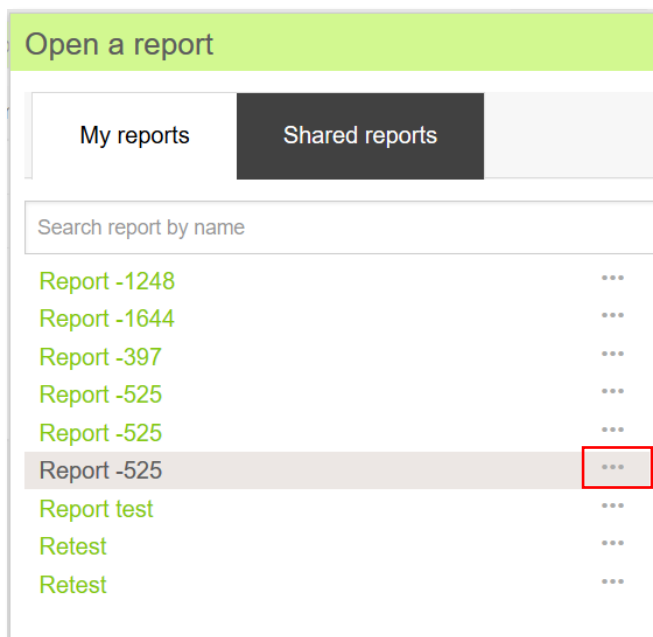 Open a report
My reports Shared reports
Search report by name
Report -1248 •••
Report -1644 •••
Report -397 •••
Report -525 •••
Report -525 •••
Report -525 •••
Report test •••
Retest •••
Retest •••